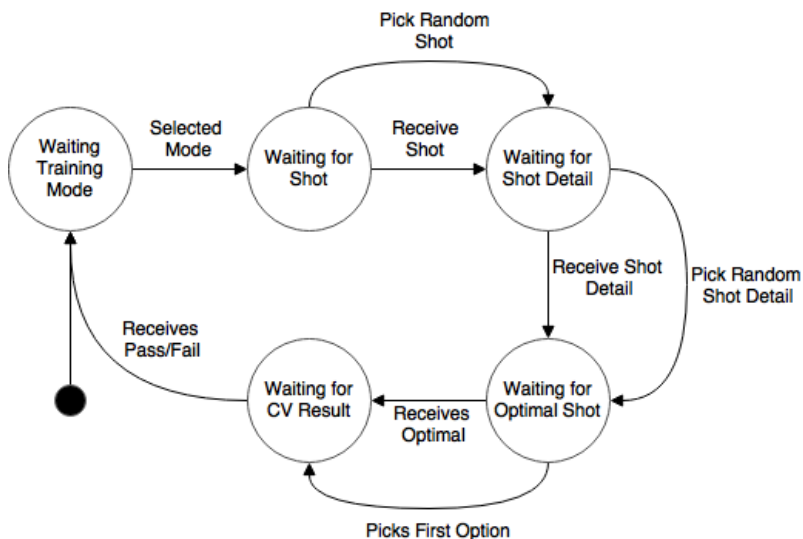 Pick Random
Shot
Waiting
Training
Mode
Selected
Mode
Waiting for
Shot
Receive
Shot
Waiting for
Shot Detail
Receive Shot
Detail
Pick Random
Shot Detail
Receives
Pass/Fail
Waiting for
CV Result
Receives
Optimal
Waiting for
Optimal Shot
Picks First Option